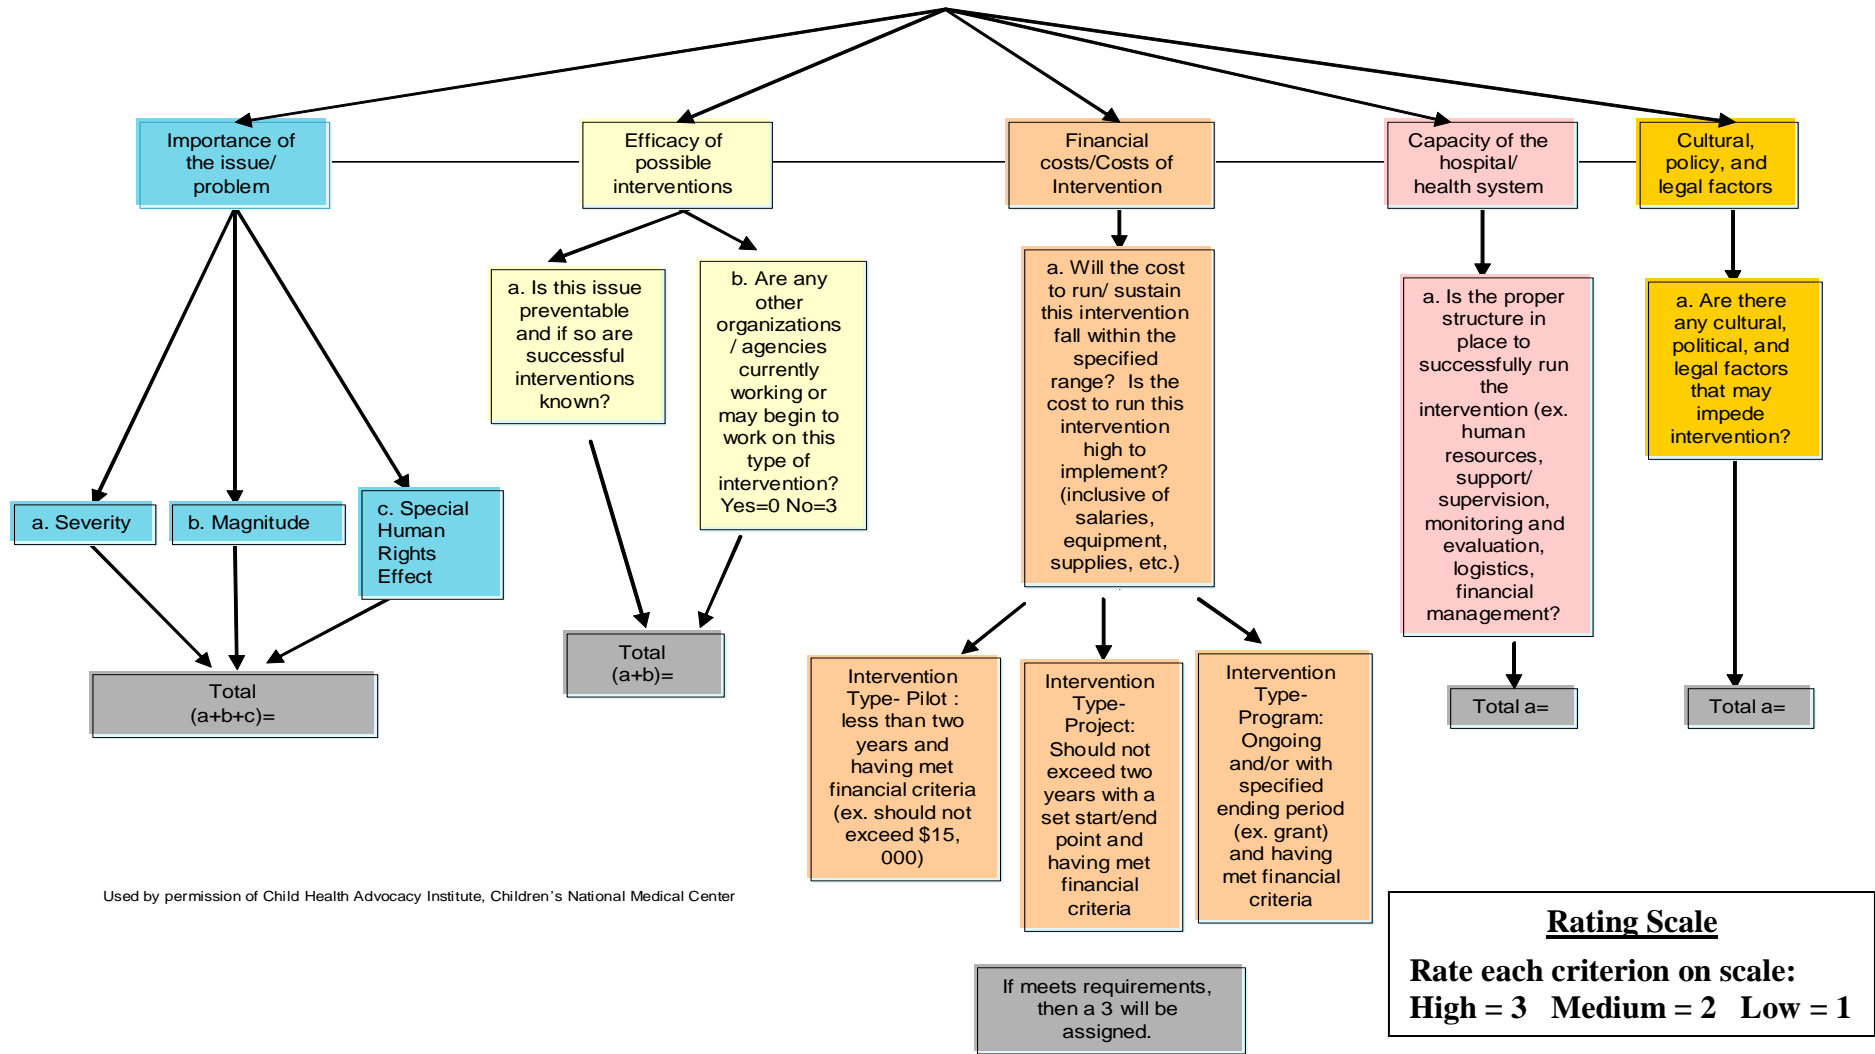 Importance of
the issue/
problem
Efficacy of
possible
interventions
Financial
costs/Costs of
Intervention
Capacity of the
hospital/
health system
Cultural,
policy, and
legal factors
a. Severity
b. Magnitude
c. Special
Human
Rights
Effect
Total
(a+b+c)=
a. Is this issue
preventable
and if so are
successful
interventions
known?
b. Are any
other
organizations
/ agencies
currently
working or
may begin to
work on this
type of
intervention?
Yes=0 No=3
Total
(a+b)=
a. Will the cost
to run/ sustain
this intervention
fall within the
specified
range?  Is the
cost to run this
intervention
high to
implement?
(inclusive of
salaries,
equipment,
supplies, etc.)
Intervention
Type- Pilot :
less than two
years and
having met
financial criteria
(ex. should not
exceed $15,
000)
Intervention
Type-
Project:
Should not
exceed two
years with a
set start/end
point and
having met
financial
criteria
Intervention
Type-
Program:
Ongoing
and/or with
specified
ending period
(ex. grant)
and having
met financial
criteria
If meets requirements,
then a 3 will be
assigned.
a. Is the proper
structure in
place to
successfully run
the
intervention (ex.
human
resources,
support/
supervision,
monitoring and
evaluation,
logistics,
financial
management?
Total a=
a. Are there
any cultural,
political, and
legal factors
that may
impede
intervention?
Total a=
Used by permission of Child Health Advocacy Institute, Children's National Medical Center
Rating Scale
Rate each criterion on scale:
High = 3   Medium = 2   Low = 1